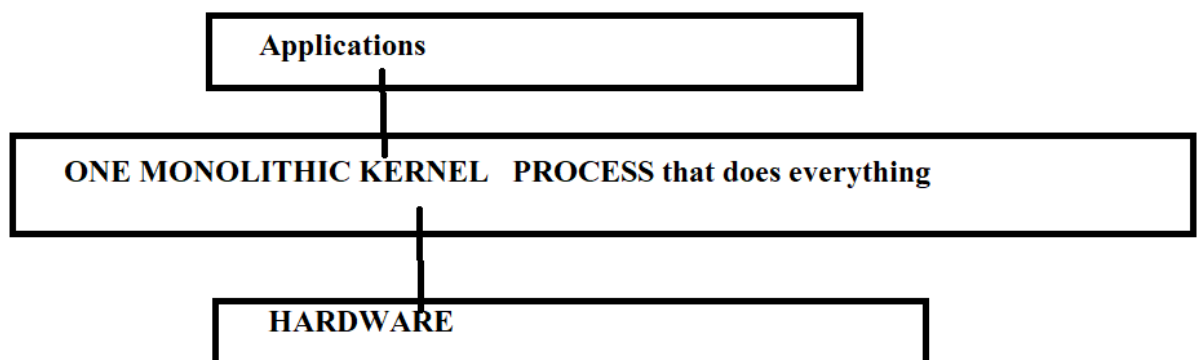 Applications
ONE MONOLITHIC KERNEL PROCESS that does everything
HARDWARE